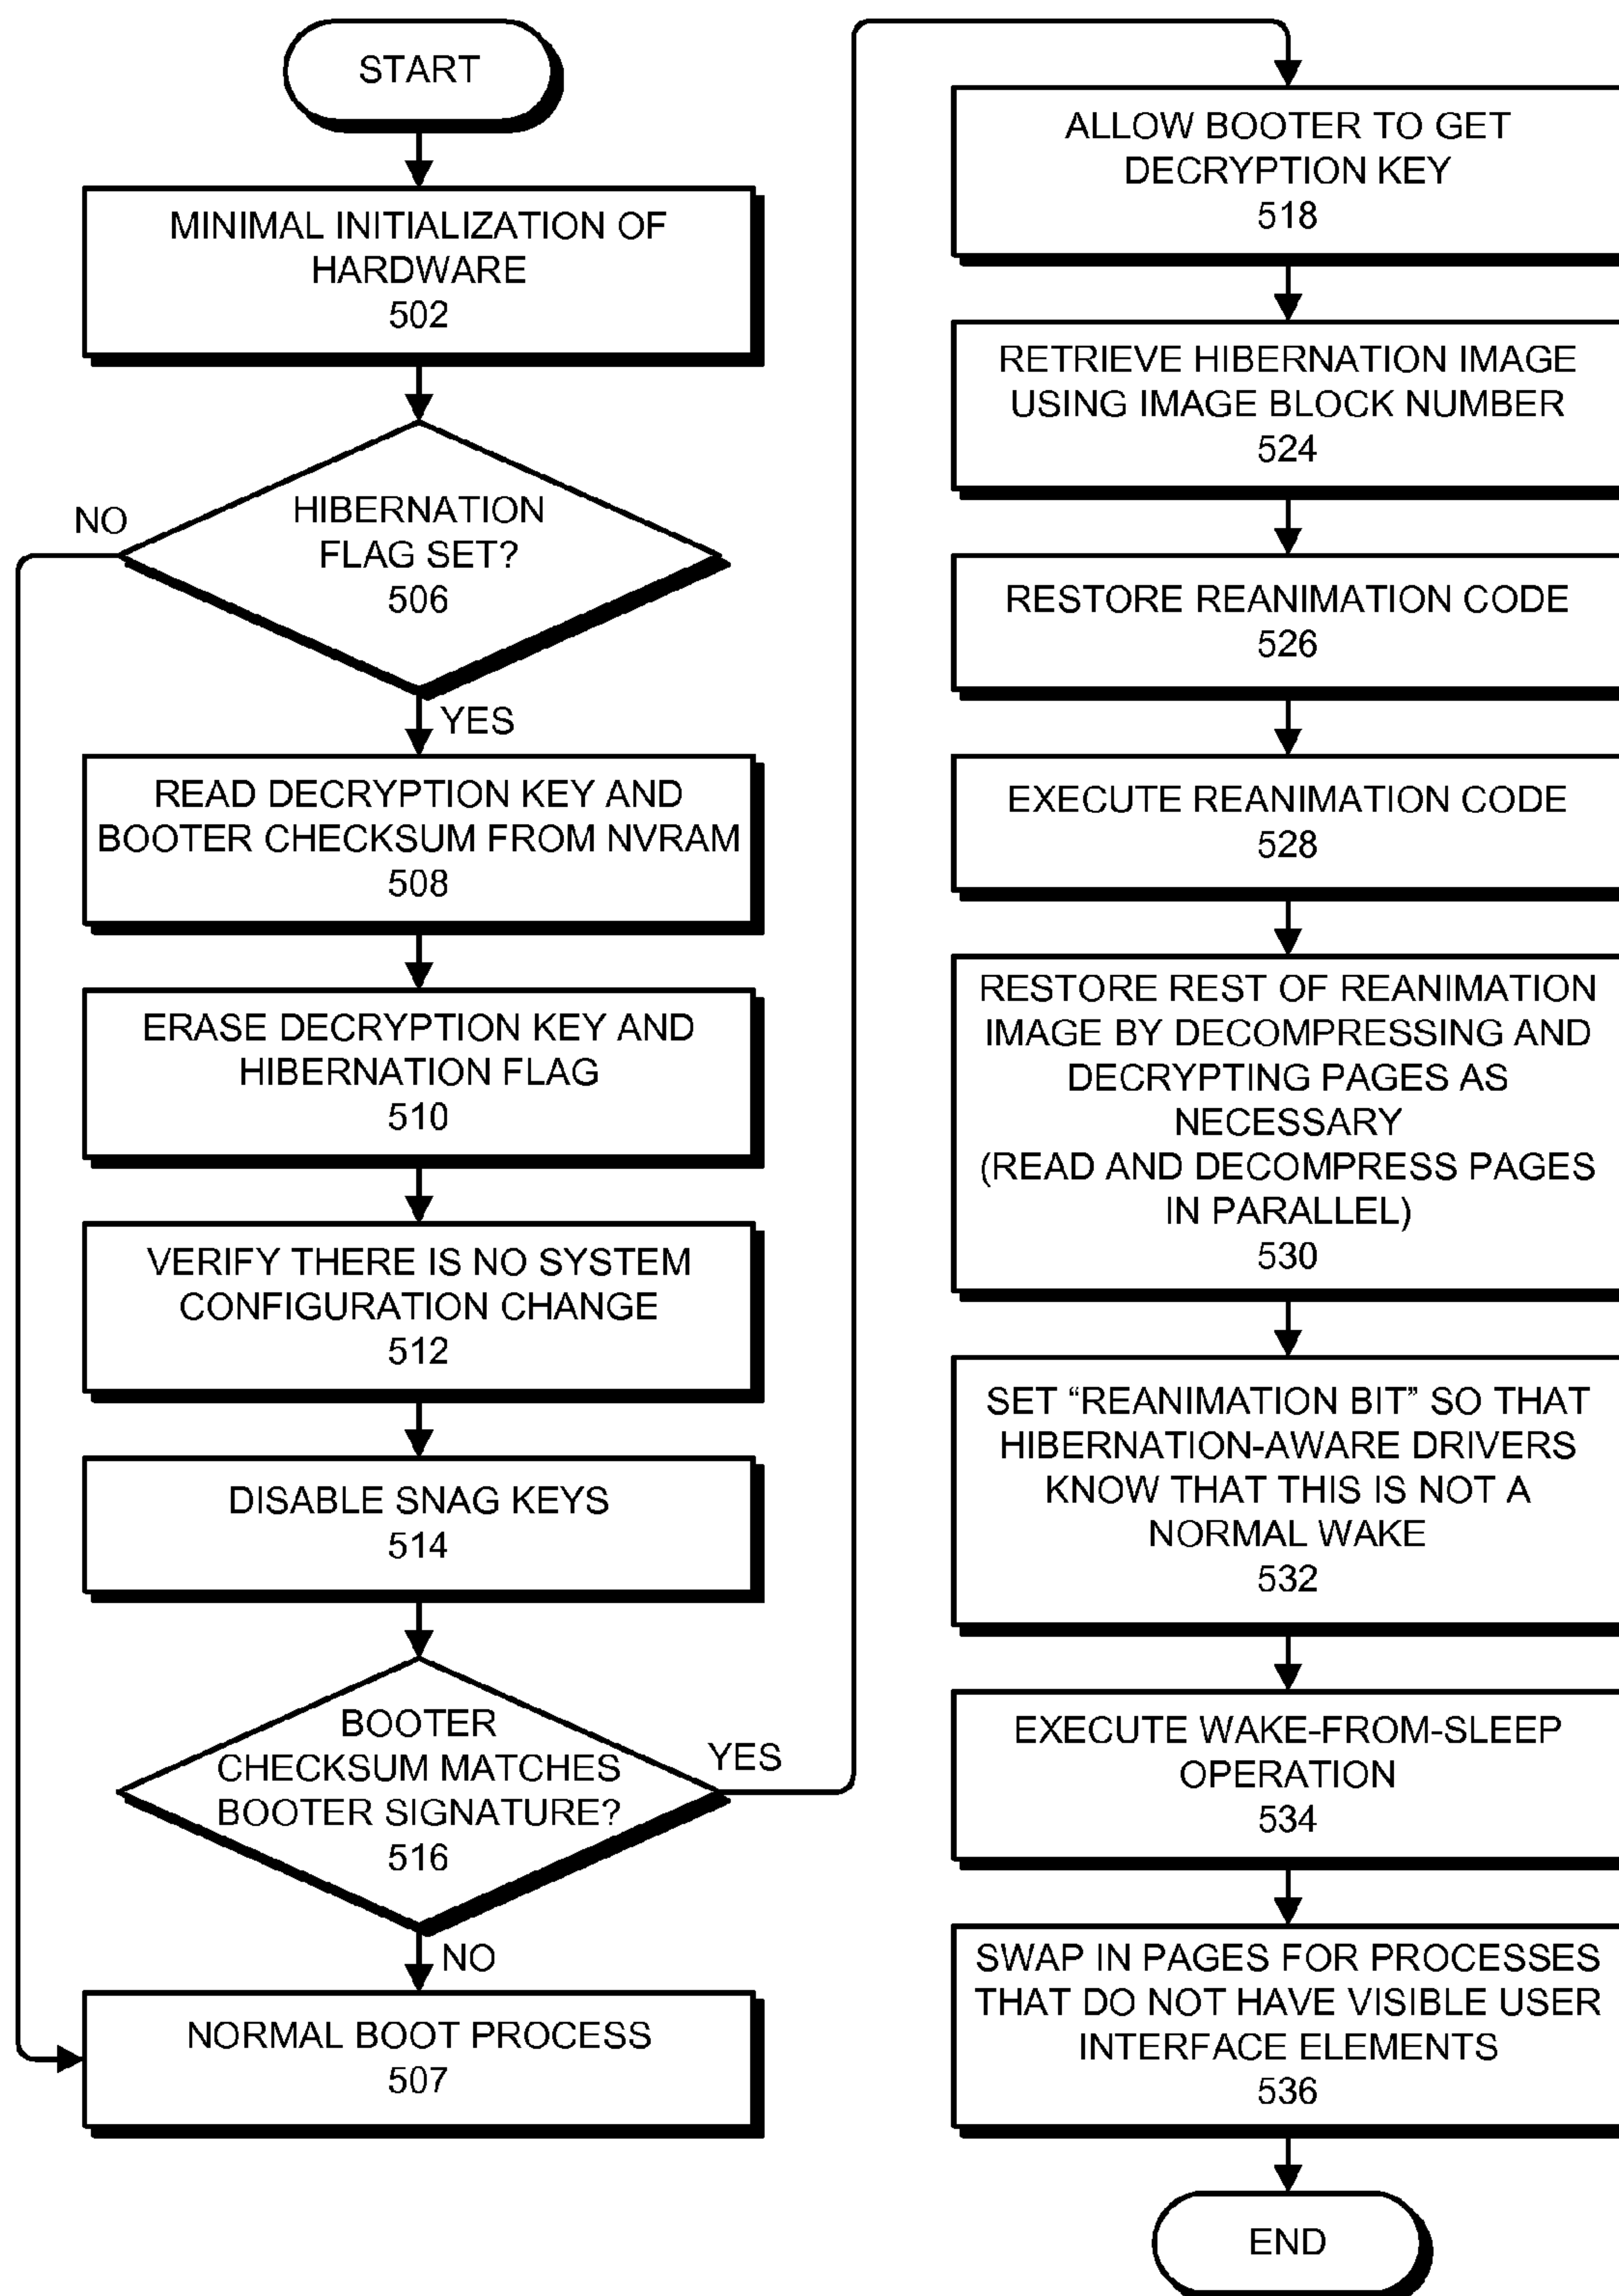 START
MINIMAL INITIALIZATION OF
HARDWARE
502
HIBERNATION
FLAG SET?
506
NO
YES
READ DECRYPTION KEY AND
BOOTER CHECKSUM FROM NVRAM
508
ERASE DECRYPTION KEY AND
HIBERNATION FLAG
510
VERIFY THERE IS NO SYSTEM
CONFIGURATION CHANGE
512
DISABLE SNAG KEYS
514
BOOTER
CHECKSUM MATCHES
BOOTER SIGNATURE?
516
YES
NO
NORMAL BOOT PROCESS
507
ALLOW BOOTER TO GET
DECRYPTION KEY
518
RETRIEVE HIBERNATION IMAGE
USING IMAGE BLOCK NUMBER
524
RESTORE REANIMATION CODE
526
EXECUTE REANIMATION CODE
528
RESTORE REST OF REANIMATION
IMAGE BY DECOMPRESSING AND
DECRYPTING PAGES AS
NECESSARY
(READ AND DECOMPRESS PAGES
IN PARALLEL)
530
SET “REANIMATION BIT” SO THAT
HIBERNATION-AWARE DRIVERS
KNOW THAT THIS IS NOT A
NORMAL WAKE
532
EXECUTE WAKE-FROM-SLEEP
OPERATION
534
SWAP IN PAGES FOR PROCESSES
THAT DO NOT HAVE VISIBLE USER
INTERFACE ELEMENTS
536
END